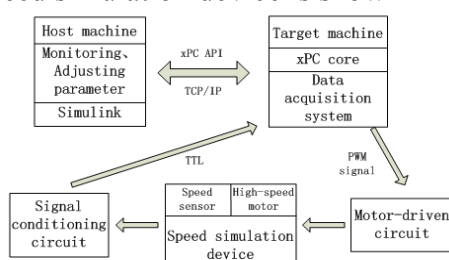 Host machine
Monitoring、
Adjusting
parameter
Simulink
xPC API
TCP/IP
Target machine
xPC core
Data
acquisition
system
TTL
PWM
signal
Signal
conditioning
circuit
Speed
sensor
High-speed
motor
Speed simulation
device
Motor-driven
circuit